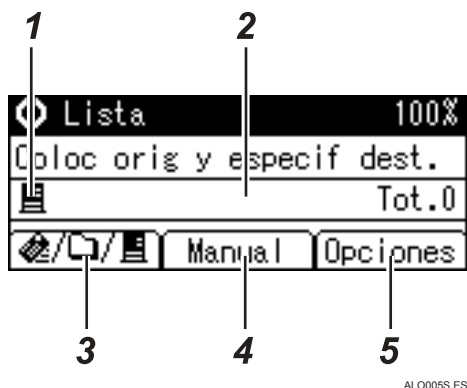 1 2
Lista 100%
Coloc orig y especif dest.
Tot.0
/ / Manual Opciones
3 4 5
ALO005S ES